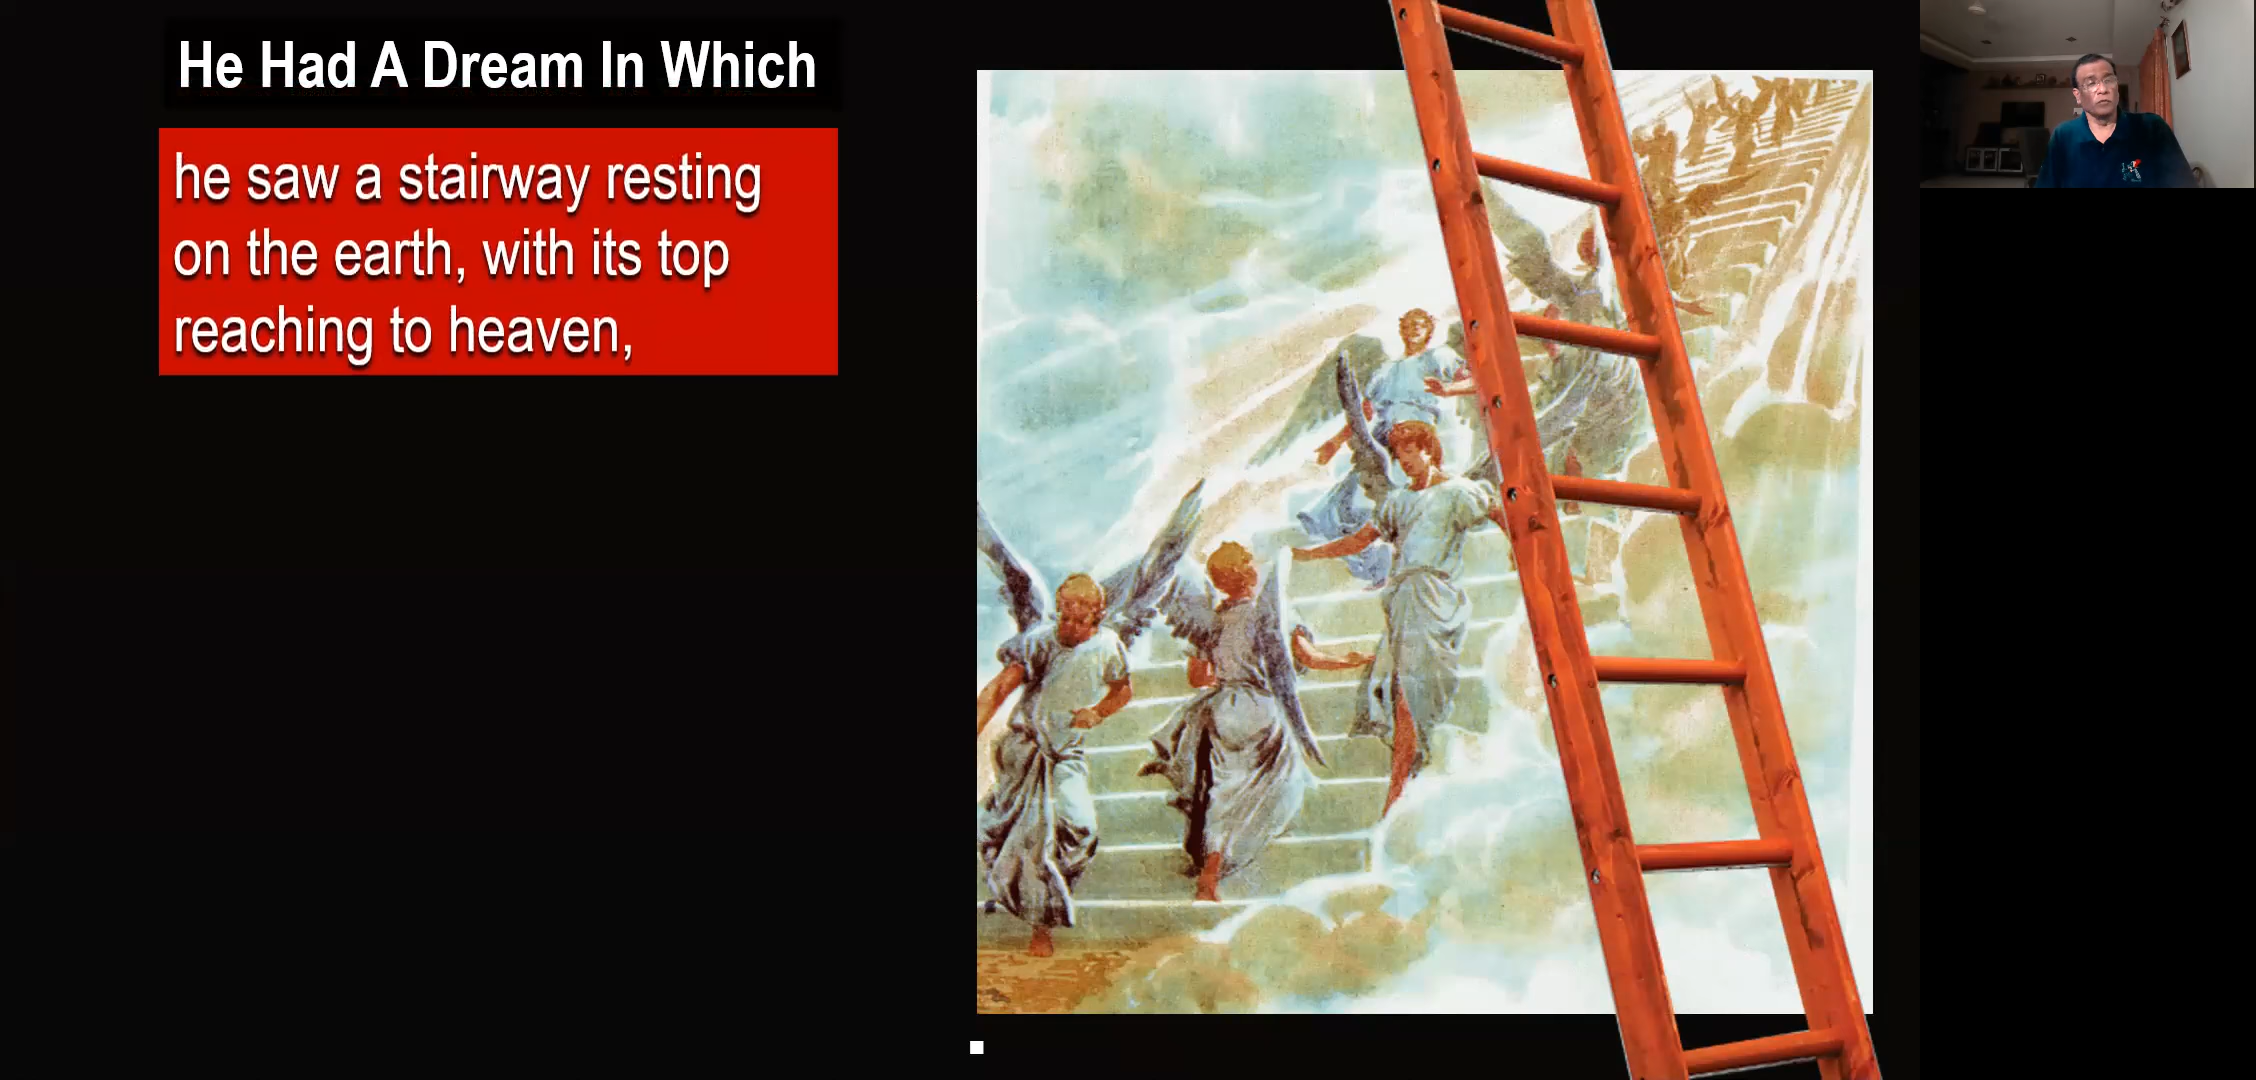 He Had A Dream In Which
he saw a stairway resting
on the earth, with its top
reaching to heaven,